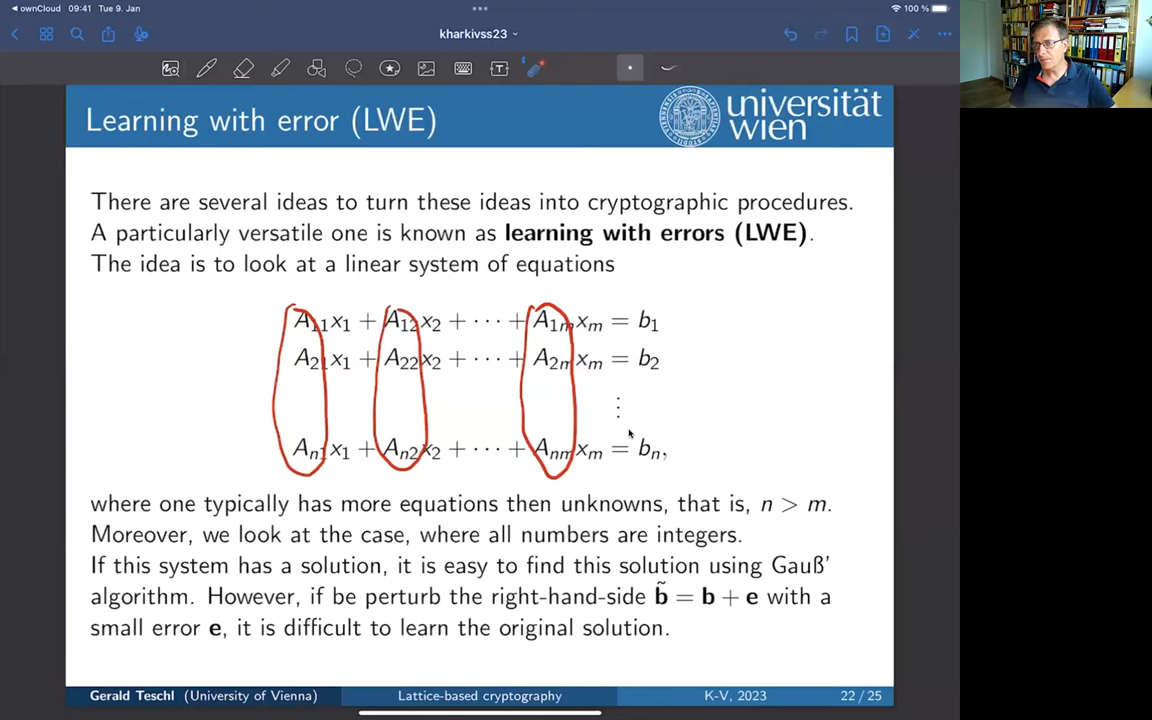 ownCloud 09:41 Tue 9. Jan 100 %
kharkivss23
Learning with error (LWE)
universität
wien
There are several ideas to turn these ideas into cryptographic procedures.
A particularly versatile one is known as learning with errors (LWE).
The idea is to look at a linear system of equations
A₁₁x₁ + A₁₂x₂ + ⋯ + A₁ₘxₘ = b₁
A₂₁x₁ + A₂₂x₂ + ⋯ + A₂ₘxₘ = b₂
⋮
Aₙ₁x₁ + Aₙ₂x₂ + ⋯ + Aₙₘxₘ = bₙ,
where one typically has more equations then unknowns, that is, n > m.
Moreover, we look at the case, where all numbers are integers.
If this system has a solution, it is easy to find this solution using Gauß'
algorithm. However, if be perturb the right-hand-side b̃ = b + e with a
small error e, it is difficult to learn the original solution.
Gerald Teschl (University of Vienna) Lattice-based cryptography K-V, 2023 22 / 25